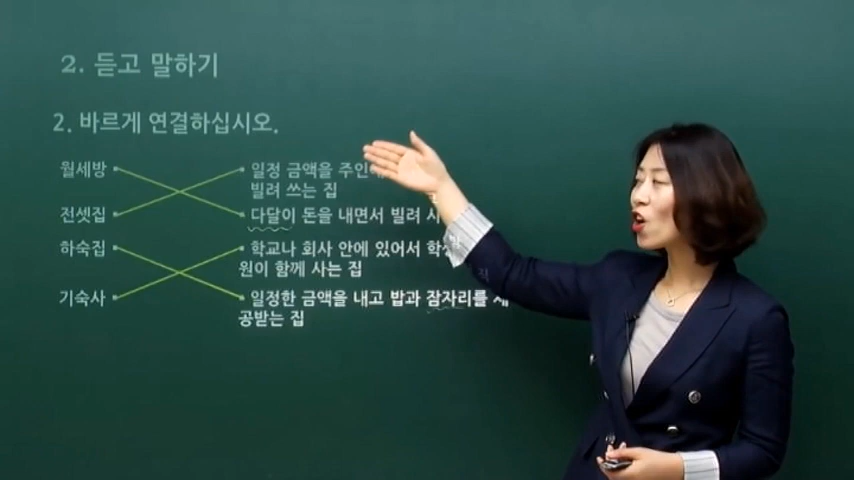 2. 듣고 말하기
2. 바르게 연결하십시오.
월세방
일정 금액을
빌려 쓰는 집
전셋집
다달이 돈을 내면서 빌려
하숙집
학교나 회사 안에 있어서
원이 함께 사는 집
기숙사
일정한 금액을 내고 밥과 잠자리를
공받는 집